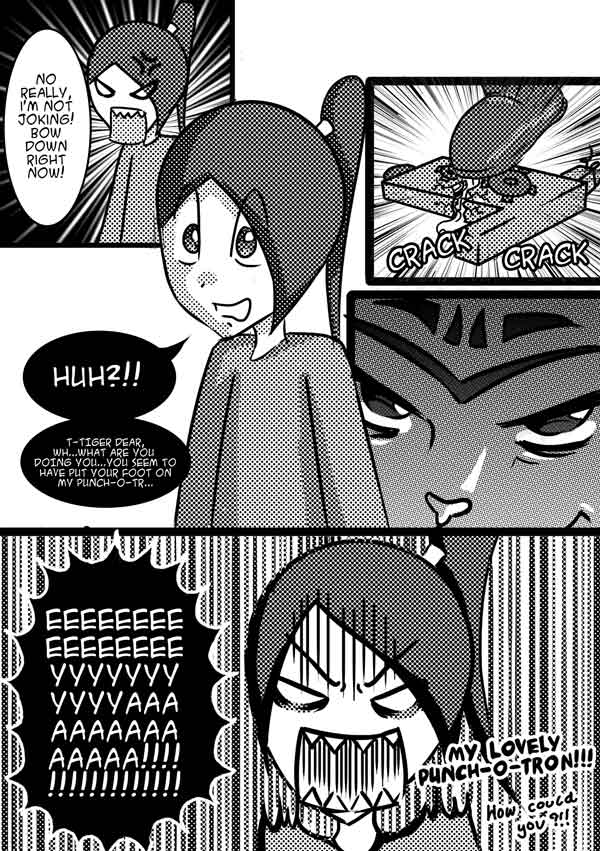 NO
REALLY,
I'M NOT
JOKING!
BOW
DOWN
RIGHT
NOW!
CRACK
CRACK
HUH?!!
T-TIGER DEAR,
WH...WHAT ARE YOU
DOING YOU...YOU SEEM TO
HAVE PUT YOUR FOOT ON
MY PUNCH-O-TR...
EEEEEEEE
EEEEEEEE
YYYYYYY
YYYYAAA
AAAAAAA
AAAAA!!!!
!!!!!!!!!!!!!
MY LOVELY
PUNCH-O-TRON!!!
How could
you?!!